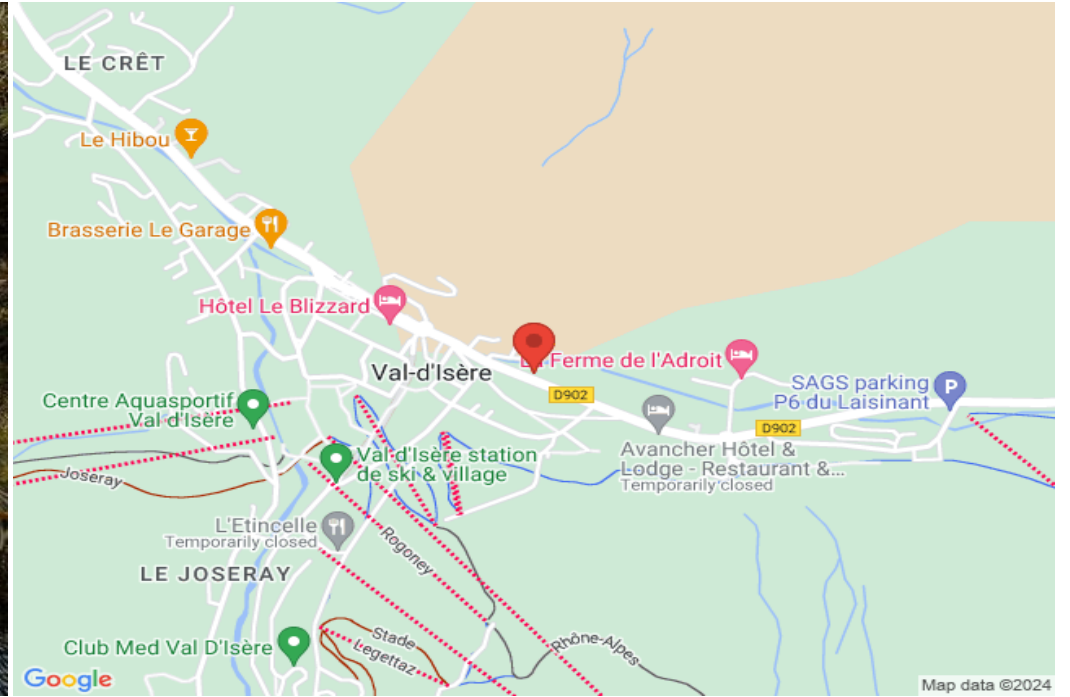 LE CRÊT
Le Hibou
Brasserie Le Garage
Hôtel Le Blizzard
Val-d'Isère
Ferme de l'Adroit
D902
SAGS parking
P6 du Laisinant
P
D902
Centre Aquasportif
Val d'Isère
Avancher Hôtel &
Lodge - Restaurant &...
Temporarily closed
Val d'Isère station
de ski & village
Joseray
L'Etincelle
Temporarily closed
Rogoney
LE JOSERAY
Stade
Legettaz
Rhône-Alpes
Club Med Val D'Isère
Google
Map data ©2024